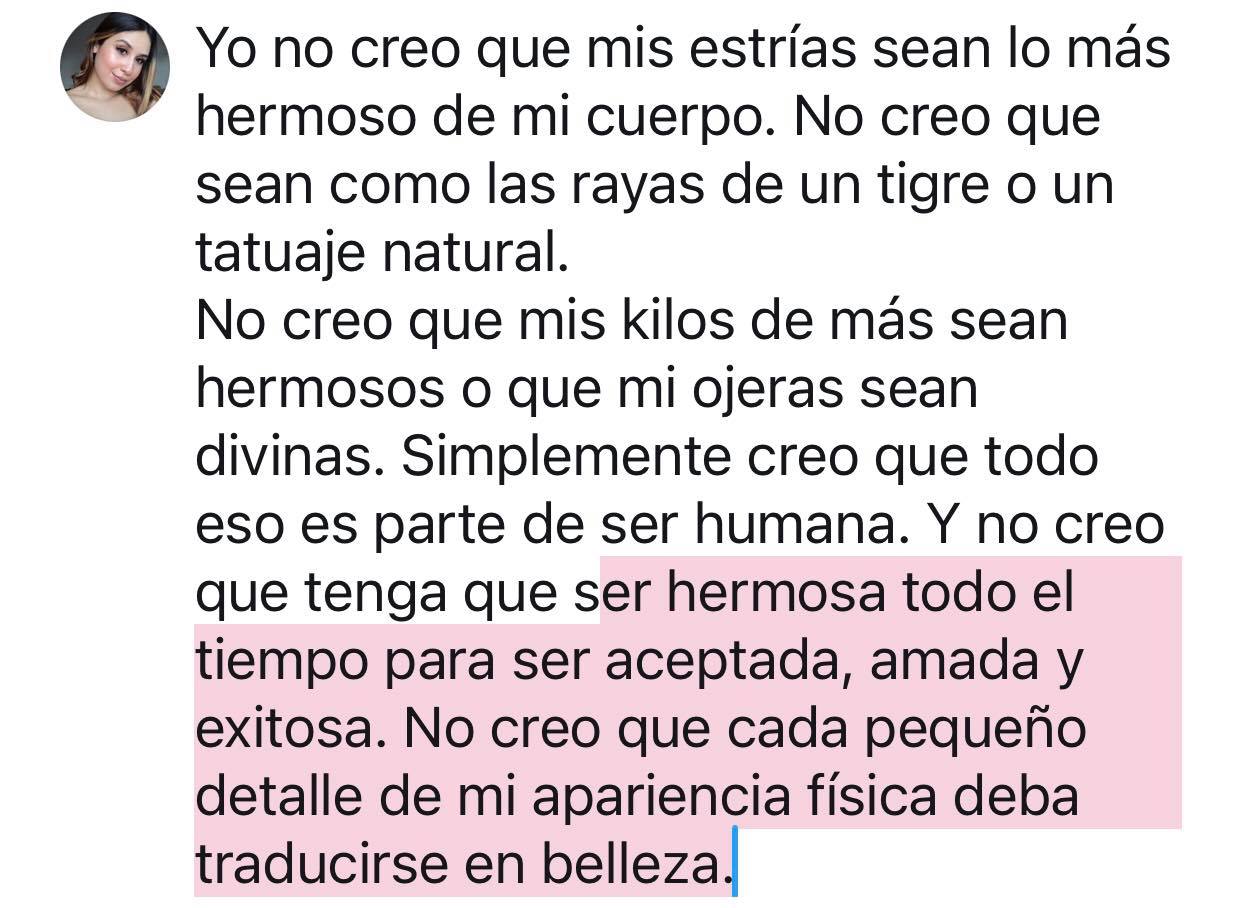 Yo no creo que mis estrías sean lo más
hermoso de mi cuerpo. No creo que
sean como las rayas de un tigre o un
tatuaje natural.
No creo que mis kilos de más sean
hermosos o que mi ojeras sean
divinas. Simplemente creo que todo
eso es parte de ser humana. Y no creo
que tenga que ser hermosa todo el
tiempo para ser aceptada, amada y
exitosa. No creo que cada pequeño
detalle de mi apariencia física deba
traducirse en belleza.